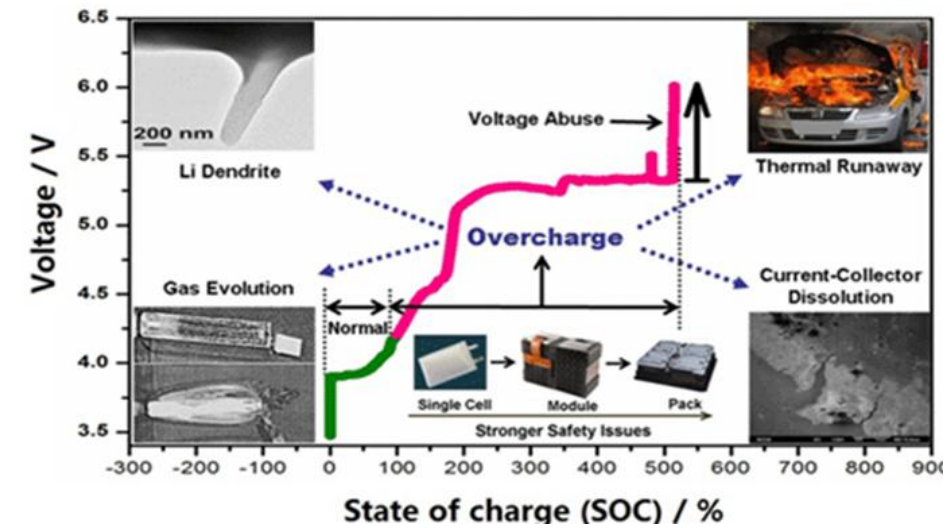 6.5
6.0
5.5
5.0
4.5
4.0
3.5
Voltage / V
200 nm
Li Dendrite
Gas Evolution
Voltage Abuse
Thermal Runaway
Overcharge
Current-Collector
Dissolution
Normal
Single Cell
Module
Pack
Stronger Safety Issues
-300 -200 -100 0 100 200 300 400 500 600 700 800 900
State of charge (SOC) / %